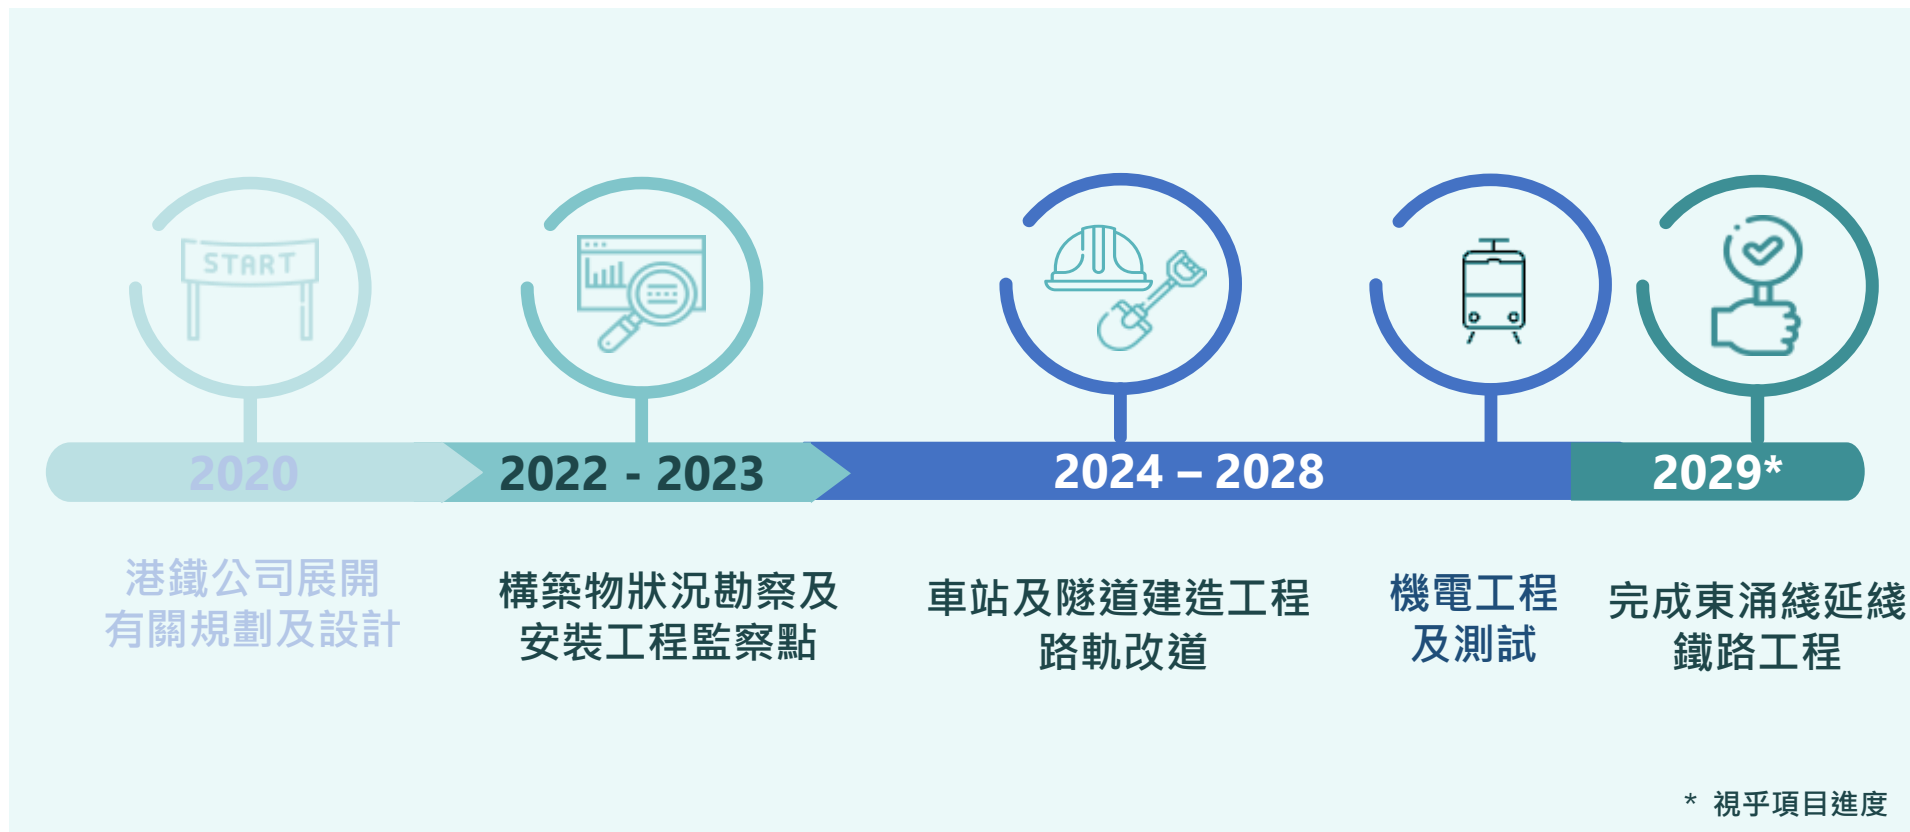 START
2020
2022 - 2023
2024 – 2028
2029*
港鐵公司展開
有關規劃及設計
構築物狀況勘察及
安裝工程監察點
車站及隧道建造工程
路軌改道
機電工程
及測試
完成東涌綫延綫
鐵路工程
* 視乎項目進度